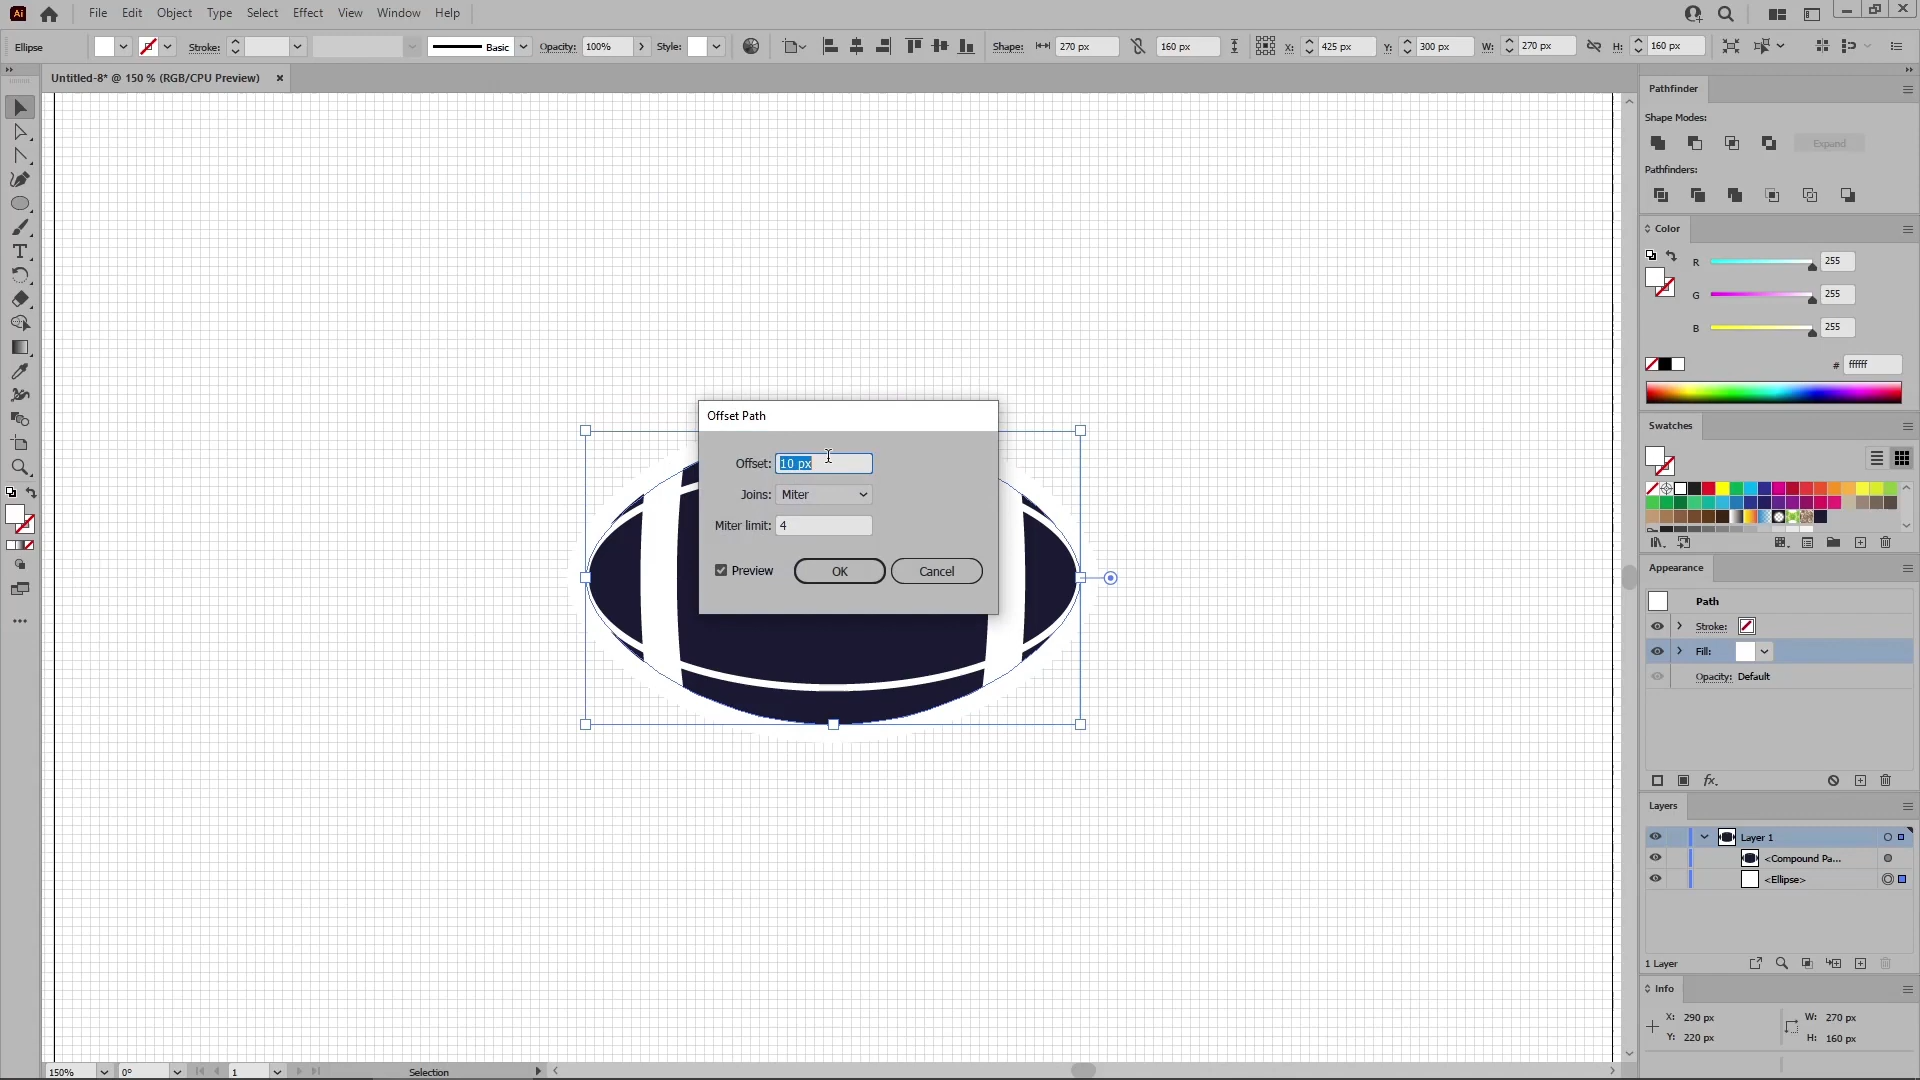 Ai File Edit Object Type Select Effect View Window Help
Ellipse Stroke: Basic Opacity: 100% Style: Shape: 270 px 160 px X: 425 px Y: 300 px W: 270 px H: 160 px
Untitled-8* @ 150 % (RGB/CPU Preview) ×
Pathfinder
Shape Modes:
Expand
Pathfinders:
Color
R 255
G 255
B 255
# ffffff
Offset Path
Offset: 10 px
Joins: Miter
Miter limit: 4
Preview OK Cancel
Swatches
Appearance
Path
Stroke:
Fill:
Opacity: Default
fx.
Layers
Layer 1
<Compound Pa...
<Ellipse>
1 Layer
Info
X: 290 px W: 270 px
Y: 220 px H: 160 px
150% 0° 1 Selection